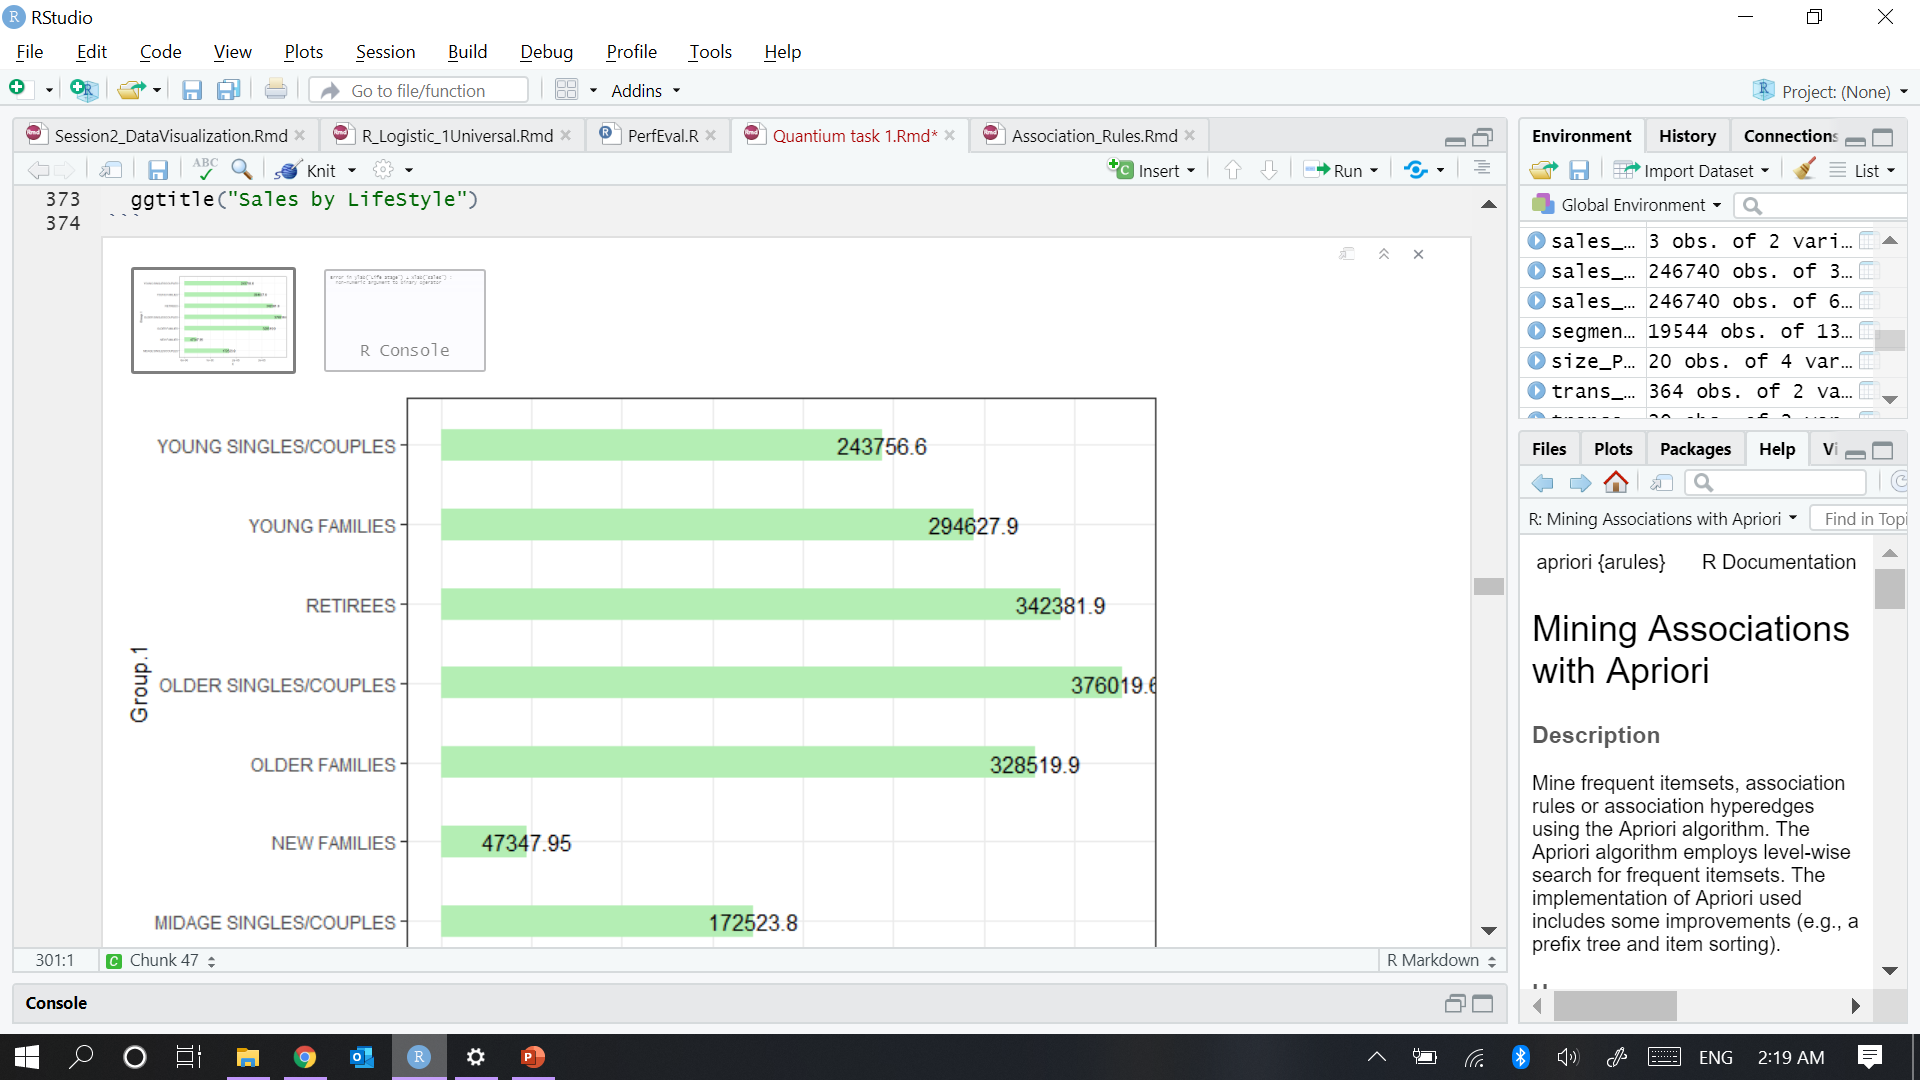 RStudio
File Edit Code View Plots Session Build Debug Profile Tools Help
Go to file/function Addins Project: (None)
Session2_DataVisualization.Rmd R_Logistic_1Universal.Rmd PerfEval.R Quantium task 1.Rmd* Association_Rules.Rmd
ABC Knit Insert Run
373 ggtitle("Sales by LifeStyle")
374 ```
R Console
YOUNG SINGLES/COUPLES 243756.6
YOUNG FAMILIES 294627.9
RETIREES 342381.9
Group.1
OLDER SINGLES/COUPLES 376019.6
OLDER FAMILIES 328519.9
NEW FAMILIES 47347.95
MIDAGE SINGLES/COUPLES 172523.8
301:1 Chunk 47 R Markdown
Console
Environment History Connections
Import Dataset List
Global Environment
sales_... 3 obs. of 2 vari...
sales_... 246740 obs. of 3...
sales_... 246740 obs. of 6...
segmen... 19544 obs. of 13...
size_P... 20 obs. of 4 var...
trans_... 364 obs. of 2 va...
Files Plots Packages Help Vi
R: Mining Associations with Apriori Find in Topi
apriori {arules} R Documentation
Mining Associations
with Apriori
Description
Mine frequent itemsets, association
rules or association hyperedges
using the Apriori algorithm. The
Apriori algorithm employs level-wise
search for frequent itemsets. The
implementation of Apriori used
includes some improvements (e.g., a
prefix tree and item sorting).
ENG 2:19 AM